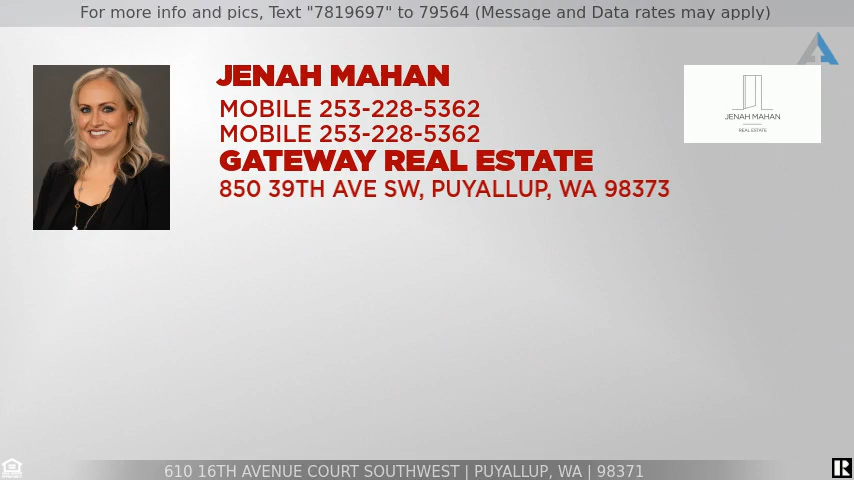 For more info and pics, Text "7819697" to 79564 (Message and Data rates may apply)
JENAH MAHAN
MOBILE 253-228-5362
MOBILE 253-228-5362
GATEWAY REAL ESTATE
850 39TH AVE SW, PUYALLUP, WA 98373
JENAH MAHAN
REAL ESTATE
610 16TH AVENUE COURT SOUTHWEST | PUYALLUP, WA | 98371